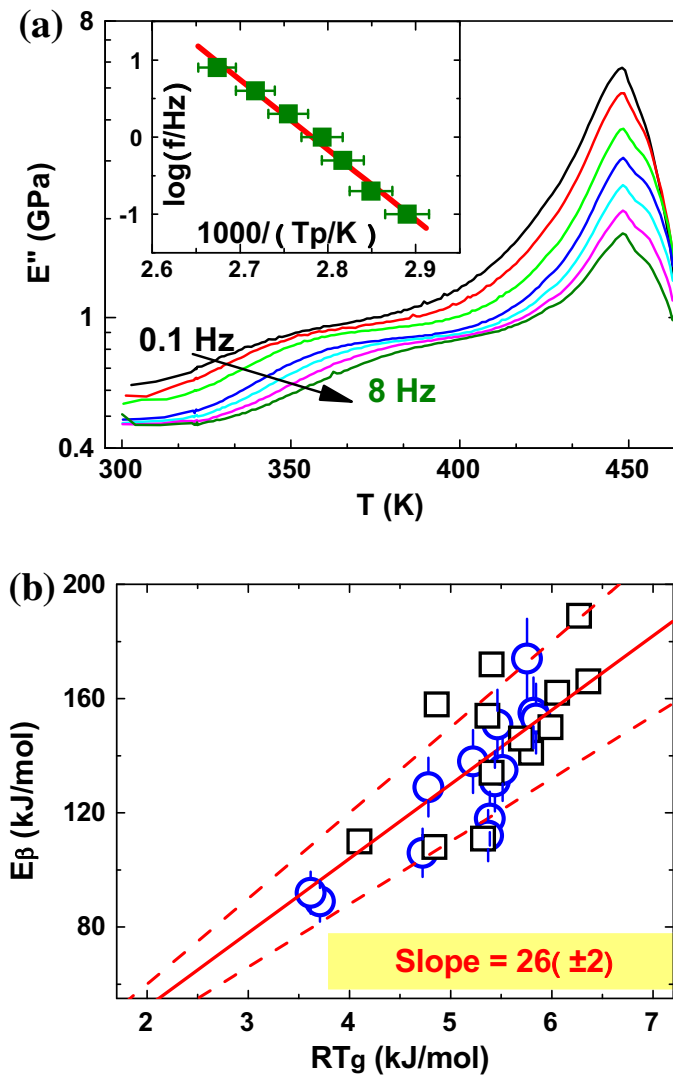 (a)
8
1
0.4
E" (GPa)
300
350
400
450
T (K)
1
0
-1
log(f/Hz)
1000/( Tp/K)
2.6
2.7
2.8
2.9
0.1 Hz
8 Hz
(b)
200
160
120
80
Eβ (kJ/mol)
Slope = 26( ±2)
2
3
4
5
6
7
RTg (kJ/mol)